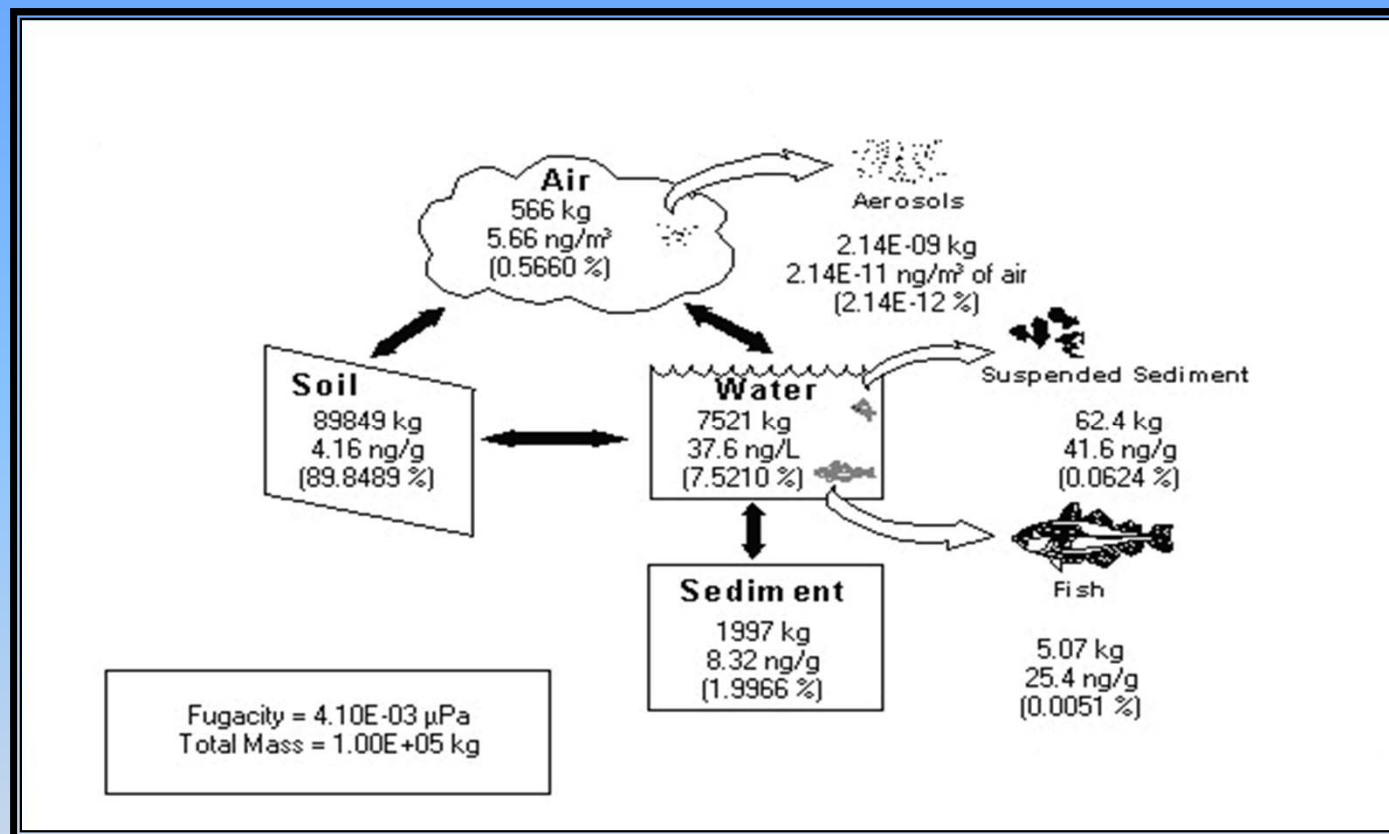 Air
566 kg
5.66 ng/m³
(0.5660 %)
Aerosols
2.14E-09 kg
2.14E-11 ng/m³ of air
(2.14E-12 %)
Soil
89849 kg
4.16 ng/g
(89.8489 %)
Water
7521 kg
37.6 ng/L
(7.5210 %)
Suspended Sediment
62.4 kg
41.6 ng/g
(0.0624 %)
Sediment
1997 kg
8.32 ng/g
(1.9966 %)
Fish
5.07 kg
25.4 ng/g
(0.0051 %)
Fugacity = 4.10E-03 µPa
Total Mass = 1.00E+05 kg